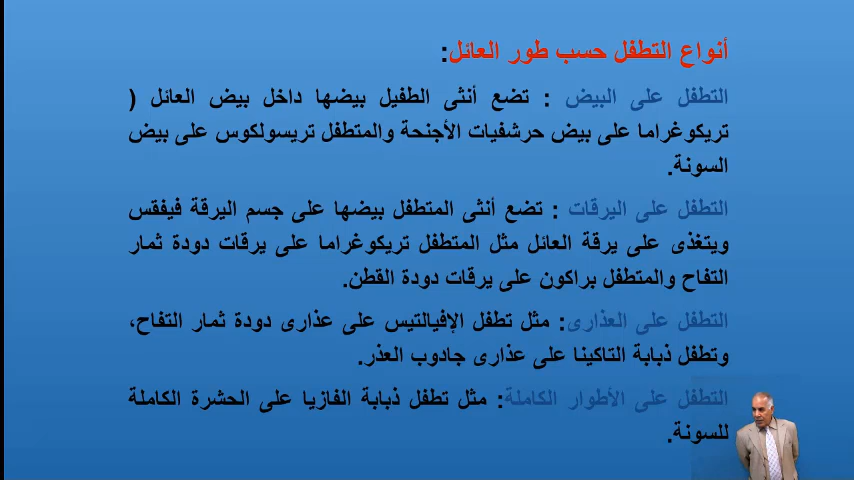 أنواع التطفل حسب طور العائل:
التطفل على البيض : تضع أنثى الطفيل بيضها داخل بيض العائل (
تريكوغراما على بيض حرشفيات الأجنحة والمتطفل تريسولكوس على بيض
السونة.
التطفل على اليرقات : تضع أنثى المتطفل بيضها على جسم اليرقة فيفقس
ويتغذى على يرقة العائل مثل المتطفل تريكوغراما على يرقات دودة ثمار
التفاح والمتطفل براكون على يرقات دودة القطن.
التطفل على العذارى: مثل تطفل الإفيالتيس على عذارى دودة ثمار التفاح،
وتطفل ذبابة التاكينا على عذارى جادوب العذر.
التطفل على الأطوار الكاملة: مثل تطفل ذبابة الفازيا على الحشرة الكاملة
للسونة.